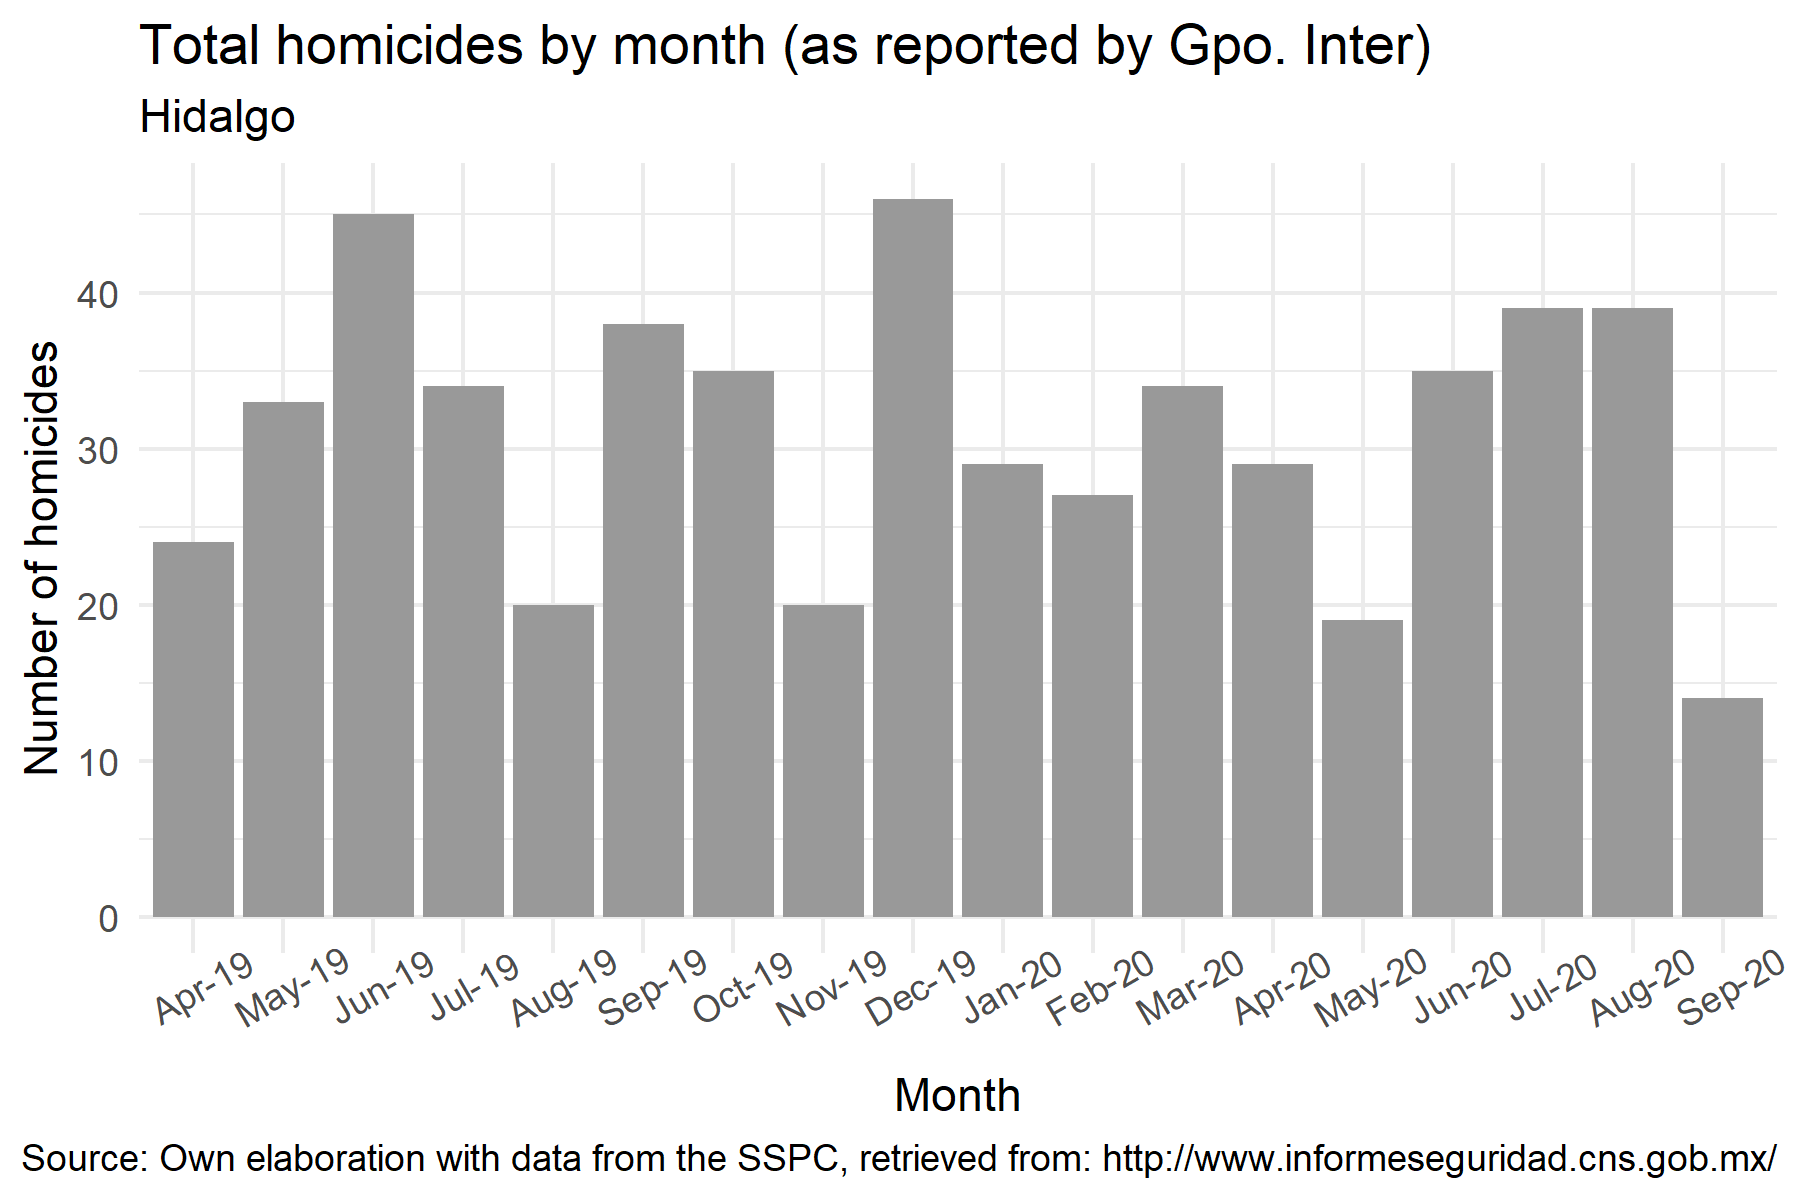 Total homicides by month (as reported by Gpo. Inter)
Hidalgo
Number of homicides
40
30
20
10
0
Apr-19
May-19
Jun-19
Jul-19
Aug-19
Sep-19
Oct-19
Nov-19
Dec-19
Jan-20
Feb-20
Mar-20
Apr-20
May-20
Jun-20
Jul-20
Aug-20
Sep-20
Month
Source: Own elaboration with data from the SSPC, retrieved from: http://www.informeseguridad.cns.gob.mx/